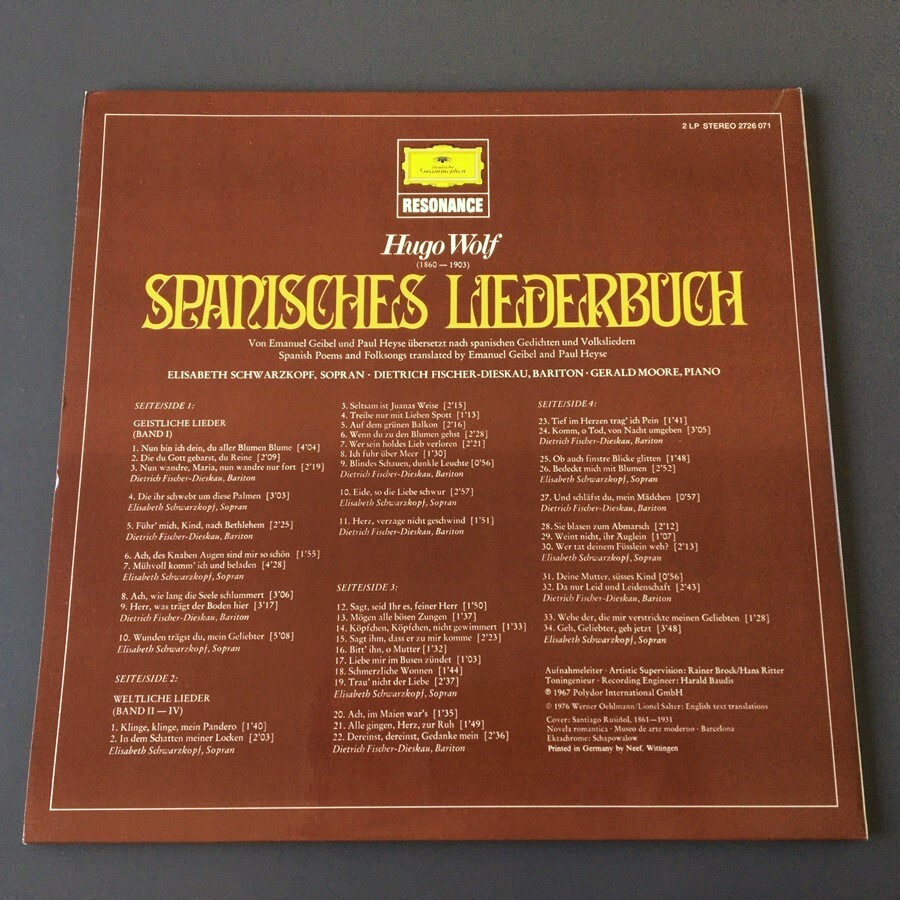 2 LP STEREO 2726 071
Deutsche
Grammophon
RESONANCE
Hugo Wolf
(1860 — 1903)
SPANISCHES LIEDERBUCH
Von Emanuel Geibel und Paul Heyse übersetzt nach spanischen Gedichten und Volksliedern
Spanish Poems and Folksongs translated by Emanuel Geibel and Paul Heyse
ELISABETH SCHWARZKOPF, SOPRAN · DIETRICH FISCHER-DIESKAU, BARITON · GERALD MOORE, PIANO
SEITE/SIDE 1:
GEISTLICHE LIEDER
(BAND I)
1. Nun bin ich dein, du aller Blumen Blume [4'04]
2. Die du Gott gebarst, du Reine [2'09]
3. Nun wandre, Maria, nun wandre nur fort [2'19]
Dietrich Fischer-Dieskau, Bariton
4. Die ihr schwebt um diese Palmen [3'03]
Elisabeth Schwarzkopf, Sopran
5. Führ' mich, Kind, nach Bethlehem [2'25]
Dietrich Fischer-Dieskau, Bariton
6. Ach, des Knaben Augen sind mir so schön [1'55]
7. Mühvoll komm' ich und beladen [4'28]
Elisabeth Schwarzkopf, Sopran
8. Ach, wie lang die Seele schlummert [3'06]
9. Herr, was trägt der Boden hier [3'17]
Dietrich Fischer-Dieskau, Bariton
10. Wunden trägst du, mein Geliebter [5'08]
Elisabeth Schwarzkopf, Sopran
SEITE/SIDE 2:
WELTLICHE LIEDER
(BAND II — IV)
1. Klinge, klinge, mein Pandero [1'40]
2. In dem Schatten meiner Locken [2'03]
Elisabeth Schwarzkopf, Sopran
3. Seltsam ist Juanas Weise [2'15]
4. Treibe nur mit Lieben Spott [1'13]
5. Auf dem grünen Balkon [2'16]
6. Wenn du zu den Blumen gehst [2'28]
7. Wer sein holdes Lieb verloren [2'21]
8. Ich fuhr über Meer [1'30]
9. Blindes Schauen, dunkle Leuchte [0'56]
Dietrich Fischer-Dieskau, Bariton
10. Eide, so die Liebe schwur [2'57]
Elisabeth Schwarzkopf, Sopran
11. Herz, verzage nicht geschwind [1'51]
Dietrich Fischer-Dieskau, Bariton
SEITE/SIDE 3:
12. Sagt, seid Ihr es, feiner Herr [1'50]
13. Mögen alle bösen Zungen [1'37]
14. Köpfchen, Köpfchen, nicht gewimmert [1'33]
15. Sagt ihm, dass er zu mir komme [2'23]
16. Bitt' ihn, o Mutter [1'32]
17. Liebe mir im Busen zündet [1'03]
18. Schmerzliche Wonnen [1'44]
19. Trau' nicht der Liebe [2'37]
Elisabeth Schwarzkopf, Sopran
20. Ach, im Maien war's [1'35]
21. Alle gingen, Herz, zur Ruh [1'49]
22. Dereinst, dereinst, Gedanke mein [2'36]
Dietrich Fischer-Dieskau, Bariton
SEITE/SIDE 4:
23. Tief im Herzen trag' ich Pein [1'41]
24. Komm, o Tod, von Nacht umgeben [3'05]
Dietrich Fischer-Dieskau, Bariton
25. Ob auch finstre Blicke glitten [1'48]
26. Bedeckt mich mit Blumen [2'52]
Elisabeth Schwarzkopf, Sopran
27. Und schläfst du, mein Mädchen [0'57]
Dietrich Fischer-Dieskau, Bariton
28. Sie blasen zum Abmarsch [2'12]
29. Weint nicht, ihr Äuglein [1'07]
30. Wer tat deinem Füsslein weh? [2'13]
Elisabeth Schwarzkopf, Sopran
31. Deine Mutter, süsses Kind [0'56]
32. Da nur Leid und Leidenschaft [2'43]
Dietrich Fischer-Dieskau, Bariton
33. Wehe der, die mir verstrickte meinen Geliebten [1'28]
34. Geh, Geliebter, geh jetzt [3'48]
Elisabeth Schwarzkopf, Sopran
Aufnahmeleiter · Artistic Supervision: Rainer Brock/Hans Ritter
Toningenieur · Recording Engineer: Harald Baudis
℗ 1967 Polydor International GmbH
© 1976 Werner Oehlmann/Lionel Salter: English text translations
Cover: Santiago Rusiñol, 1861—1931
Novela romantica · Museo de arte moderno · Barcelona
Ektachrome: Schapowalow
Printed in Germany by Neef, Wittingen